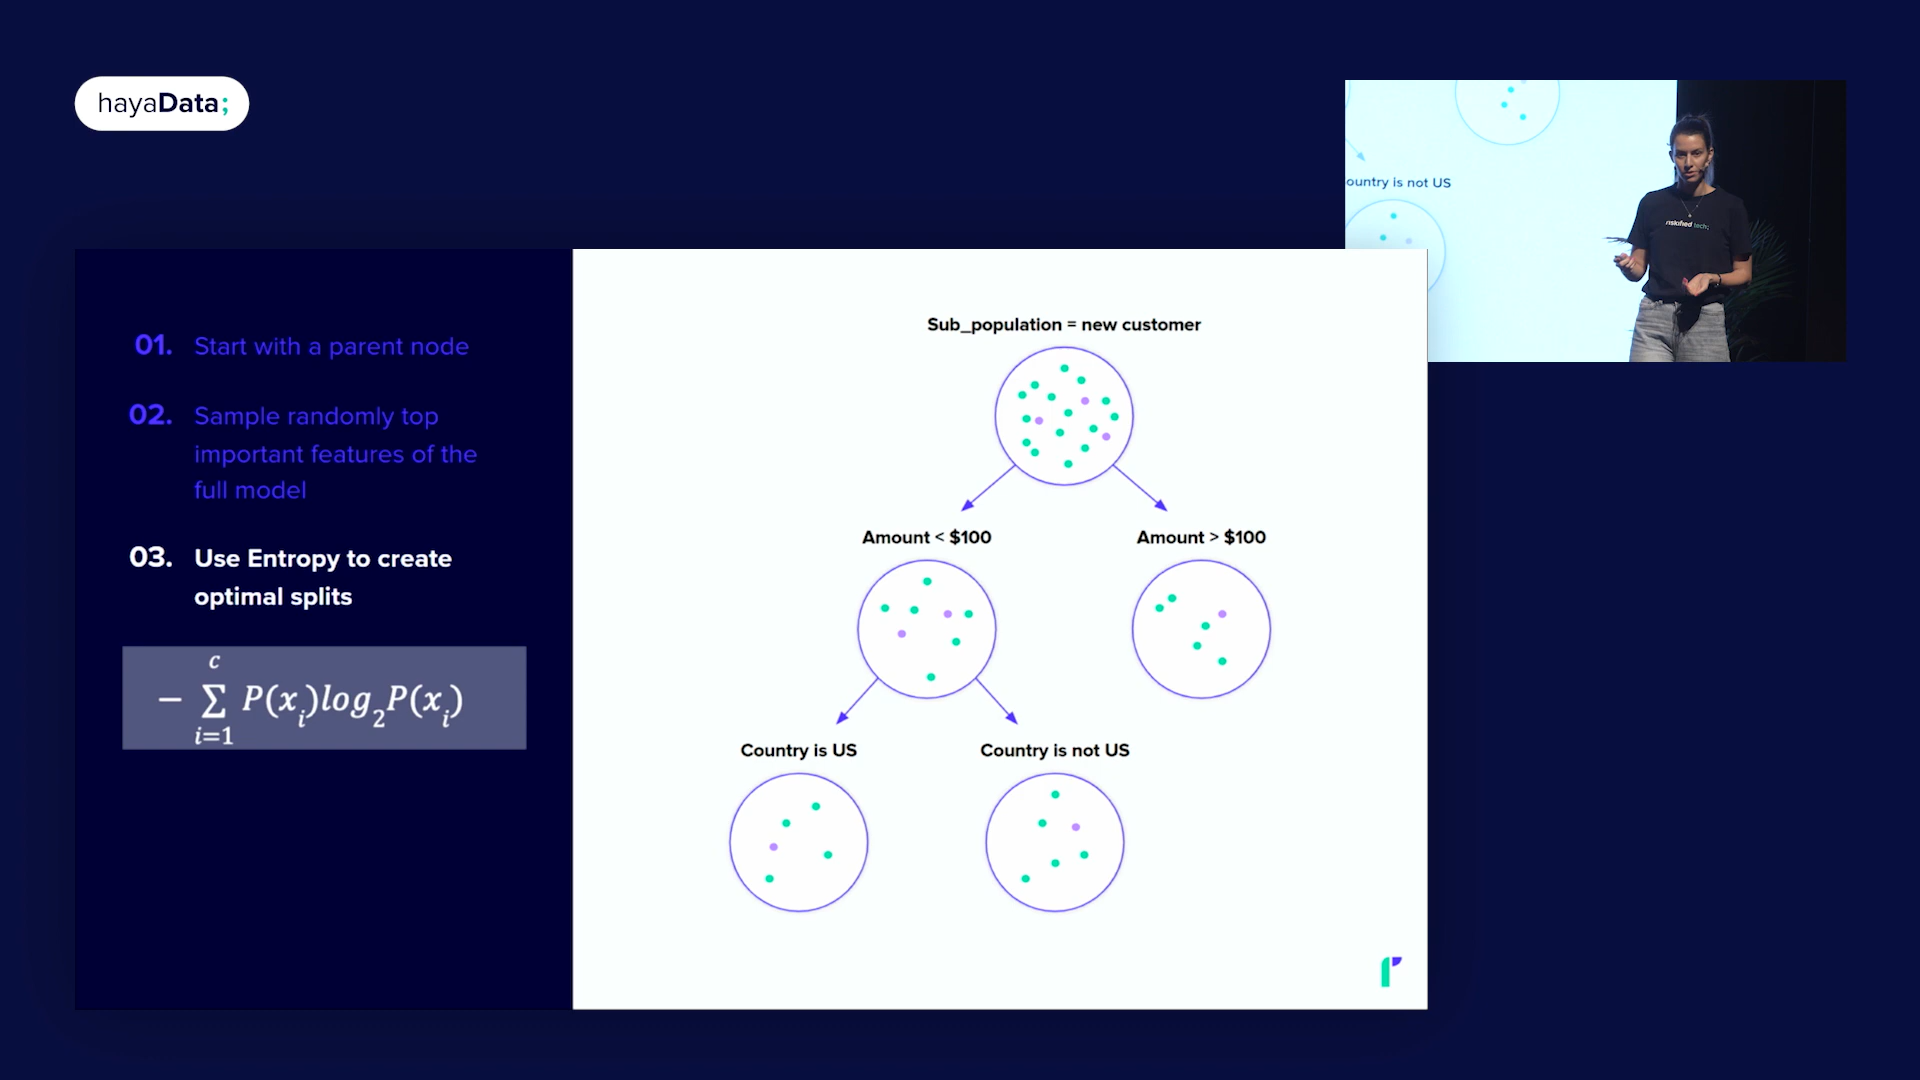 hayaData;
ountry is not US
riskified tech;
01. Start with a parent node
02. Sample randomly top
important features of the
full model
03. Use Entropy to create
optimal splits
c
− ∑ P(xᵢ)log₂P(xᵢ)
i=1
Sub_population = new customer
Amount < $100
Amount > $100
Country is US
Country is not US